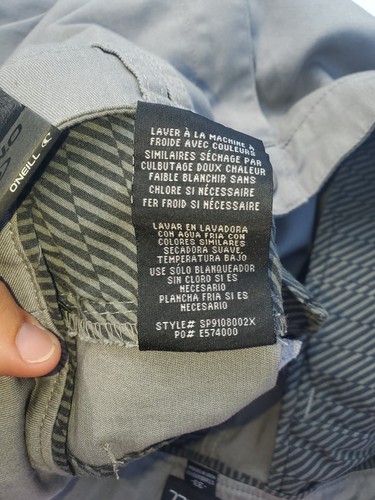 O'NEILL
LAVER À LA MACHINE À
FROIDE AVEC COULEURS
SIMILAIRES SÉCHAGE PAR
CULBUTAGE DOUX CHALEUR
FAIBLE BLANCHIR SANS
CHLORE SI NÉCESSAIRE
FER FROID SI NÉCESSAIRE
LAVAR EN LAVADORA
CON AGUA FRIA CON
COLORES SIMILARES
SECADORA SUAVE,
TEMPERATURA BAJO
USE SÓLO BLANQUEADOR
SIN CLORO SI ES
NECESARIO
PLANCHA FRIA SI ES
NECESARIO
STYLE# SP9108002X
PO# E574000